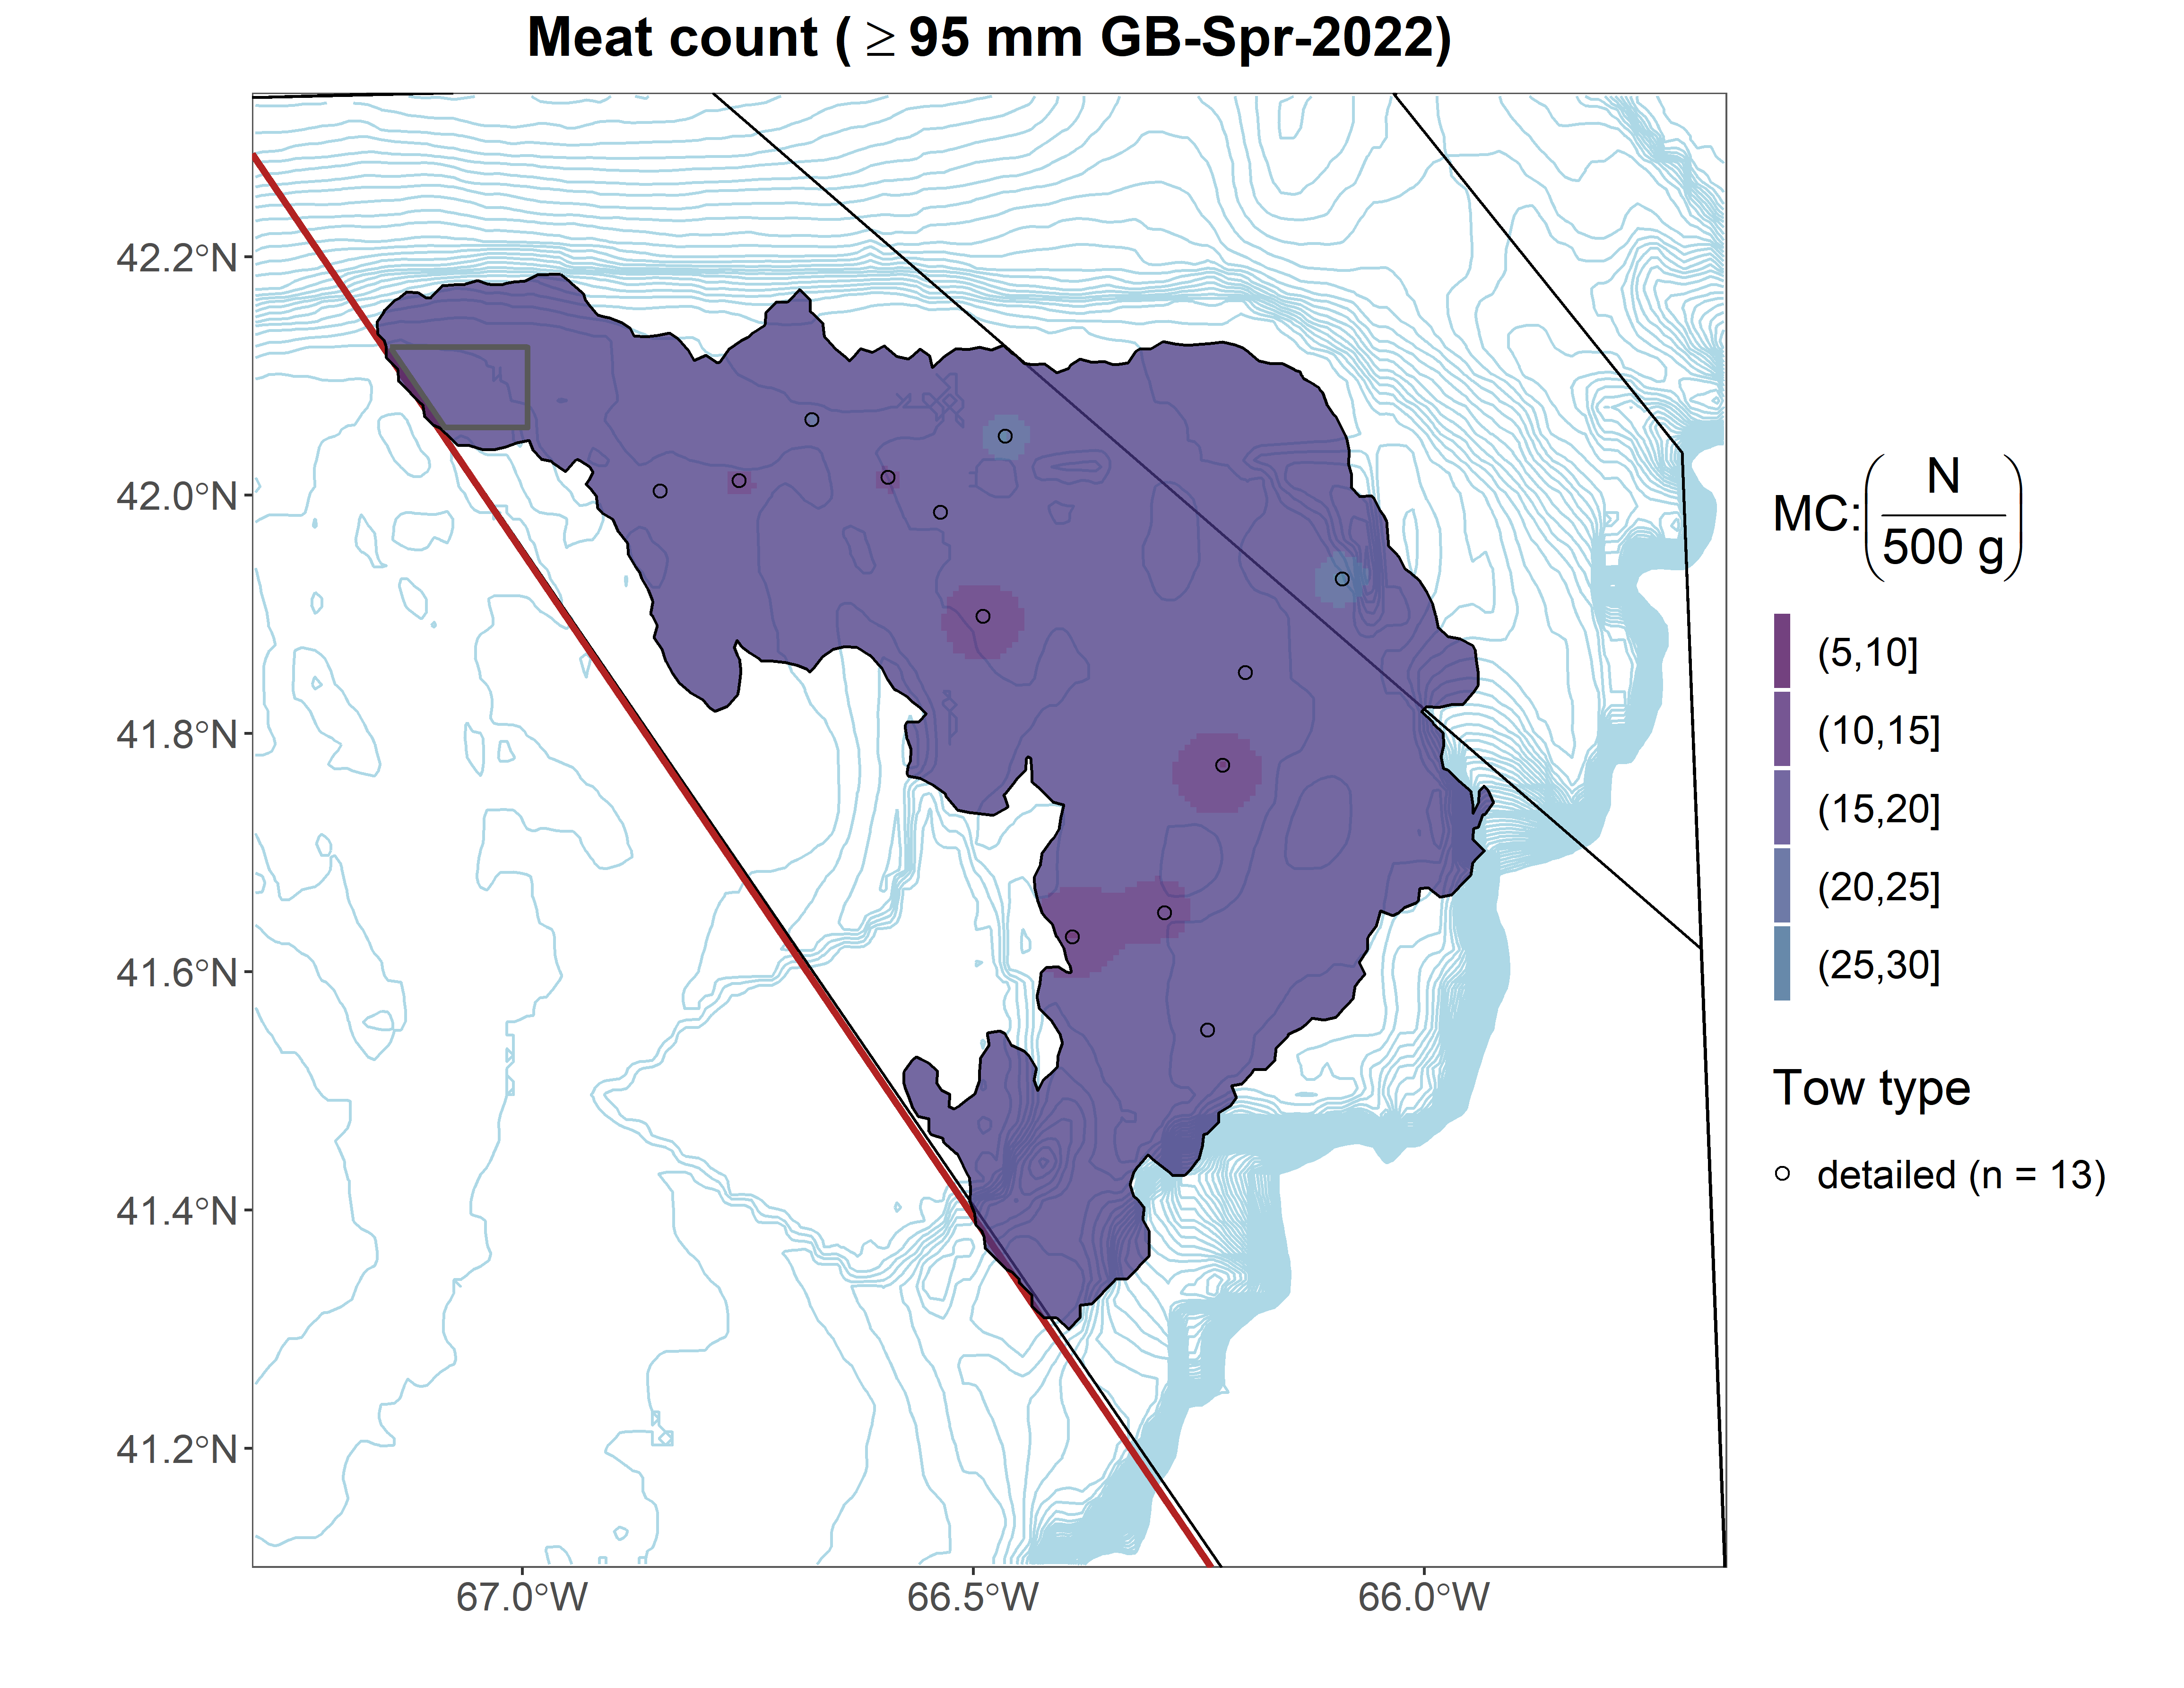 Meat count ( ≥ 95 mm GB-Spr-2022)
42.2°N
42.0°N
41.8°N
41.6°N
41.4°N
41.2°N
67.0°W
66.5°W
66.0°W
MC:(N
500 g)
(5,10]
(10,15]
(15,20]
(20,25]
(25,30]
Tow type
detailed (n = 13)